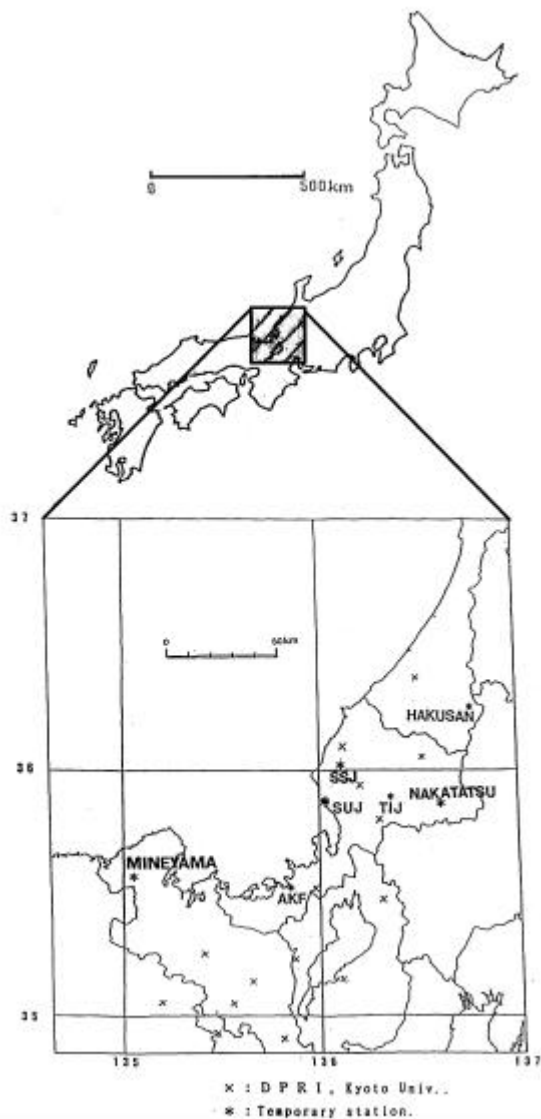 0 500km
37
0 50km
HAKUSAN
36
SSJ
SUJ TIJ NAKATATSU
MINEYAMA
AKF
35
135 136 137
× : DPRI, Kyoto Univ..
* : Temporary station.